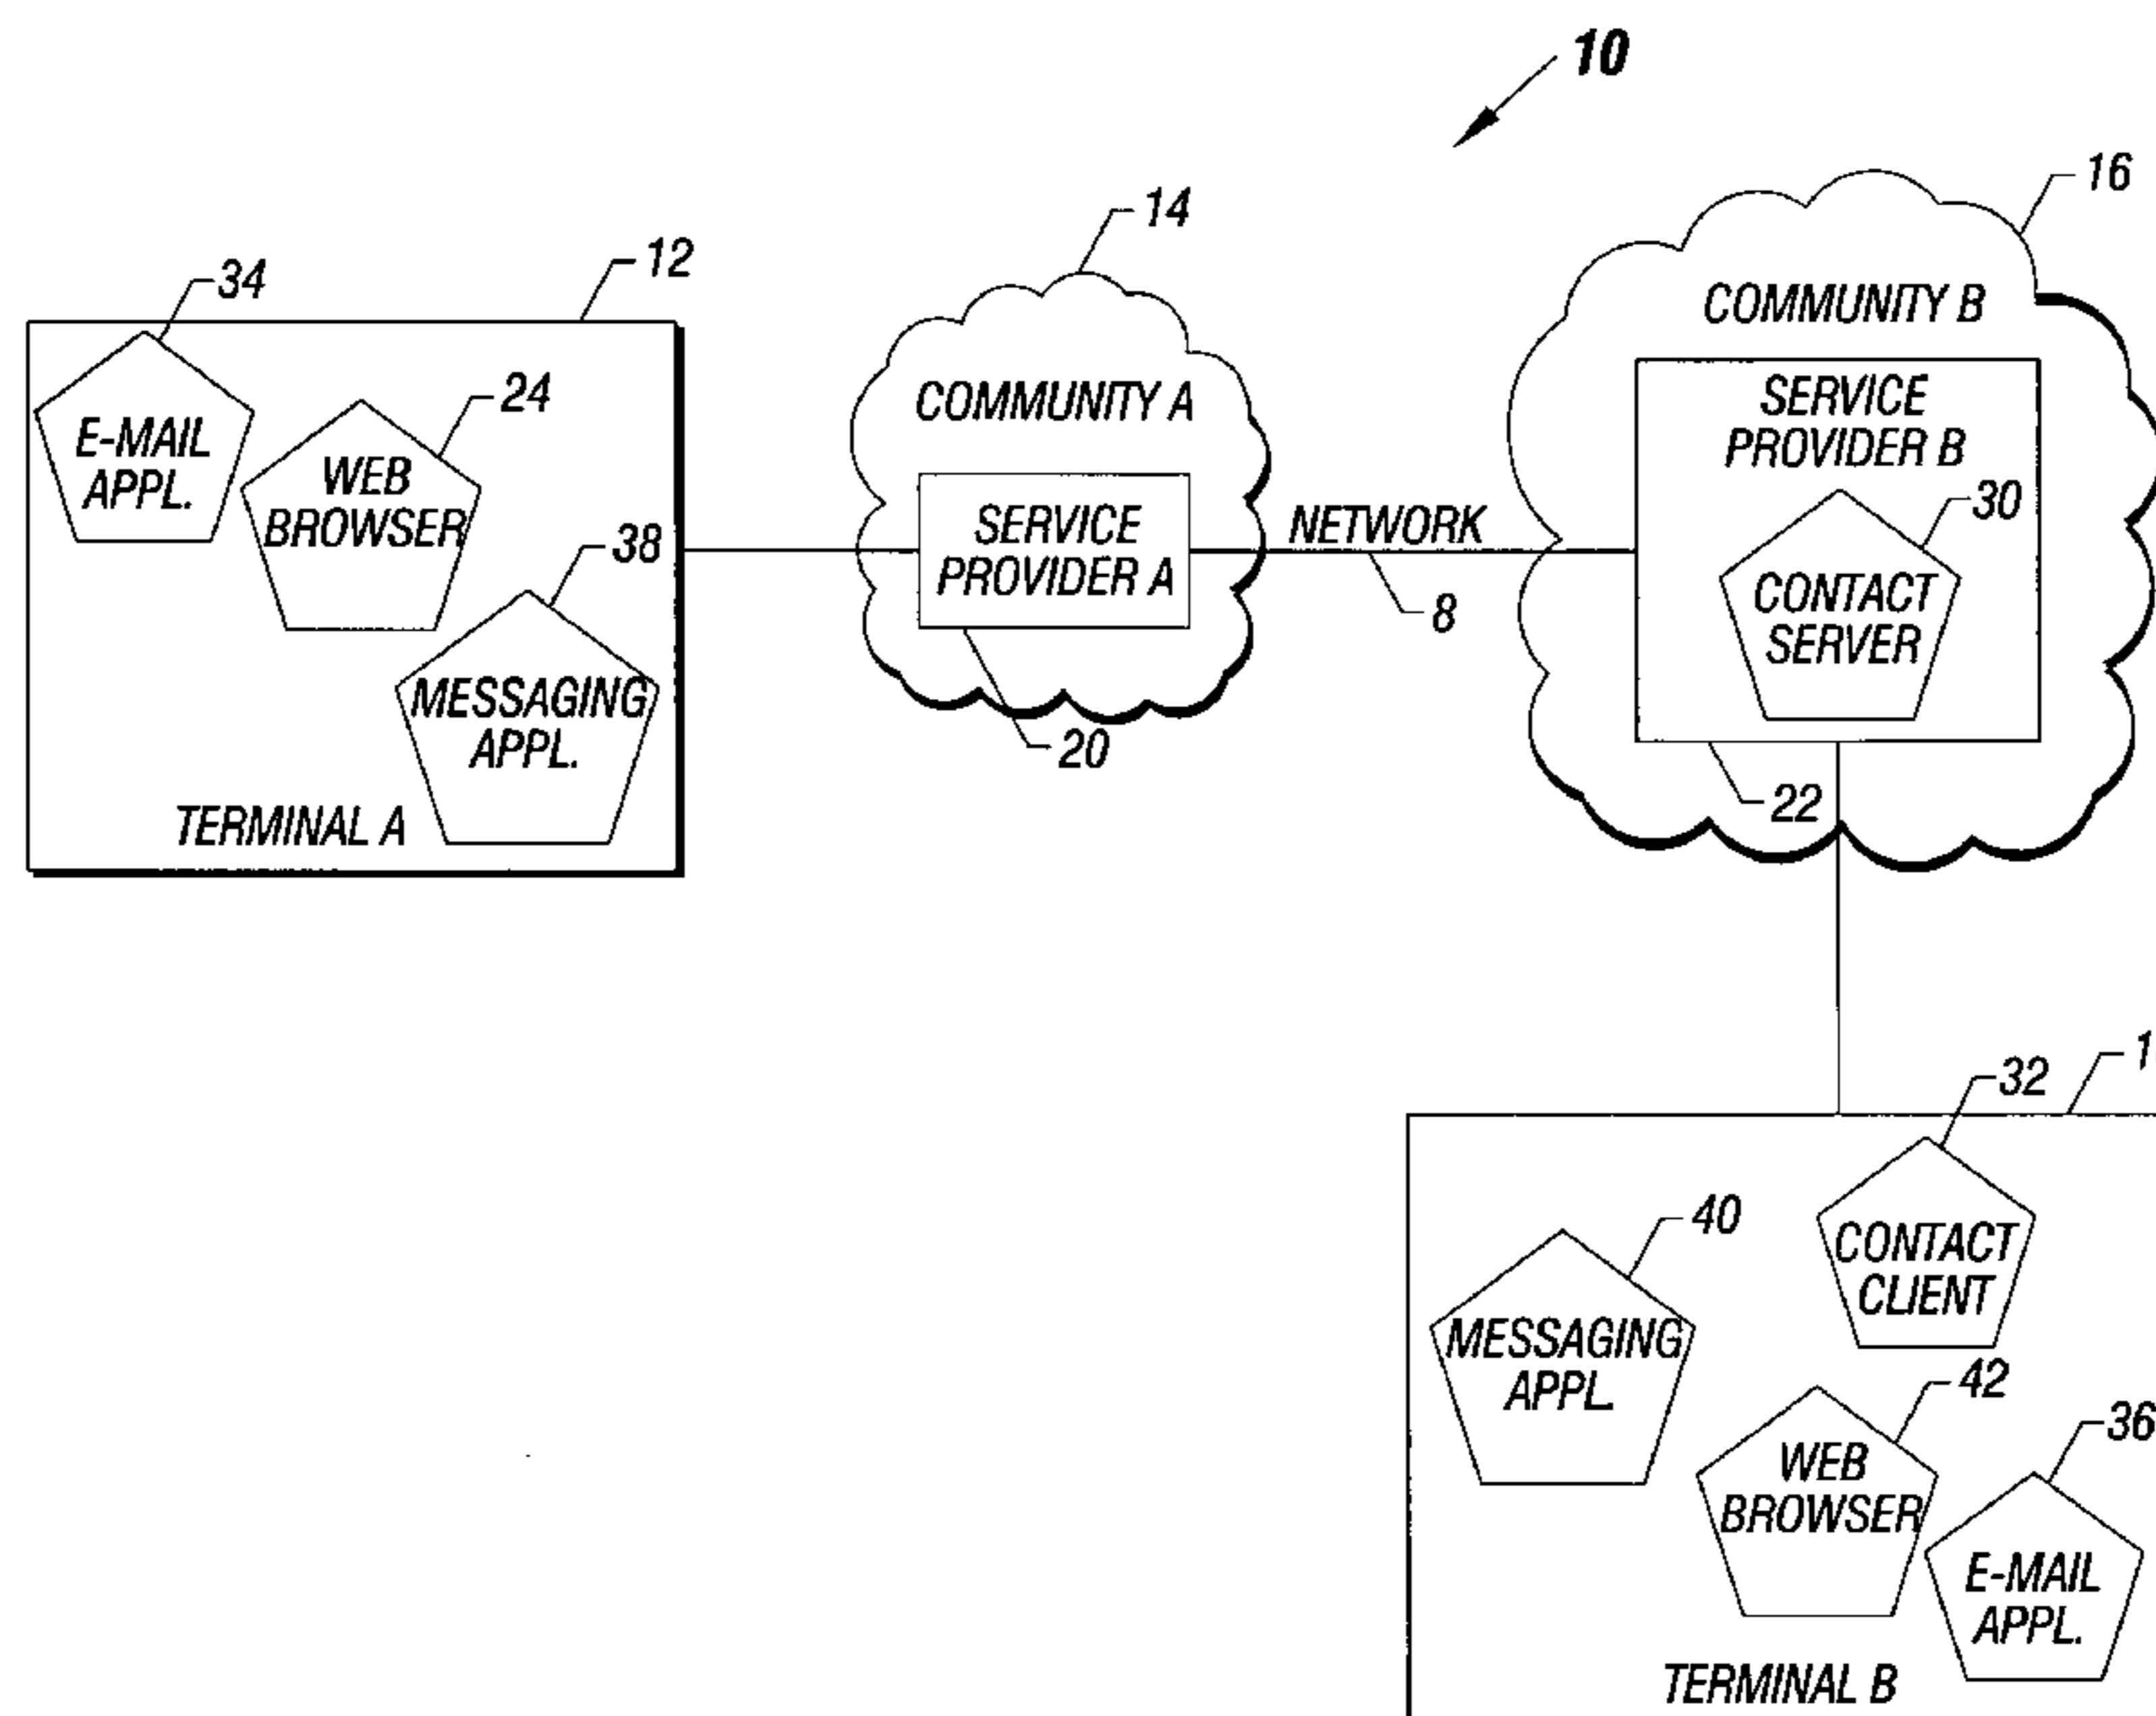 10
16
14
12
34
COMMUNITY B
24
COMMUNITY A
SERVICE
PROVIDER B
E-MAIL
APPL.
WEB
BROWSER
30
38
SERVICE
PROVIDER A
NETWORK
8
CONTACT
SERVER
MESSAGING
APPL.
20
22
TERMINAL A
1
32
40
CONTACT
CLIENT
MESSAGING
APPL.
42
36
WEB
BROWSER
E-MAIL
APPL.
TERMINAL B